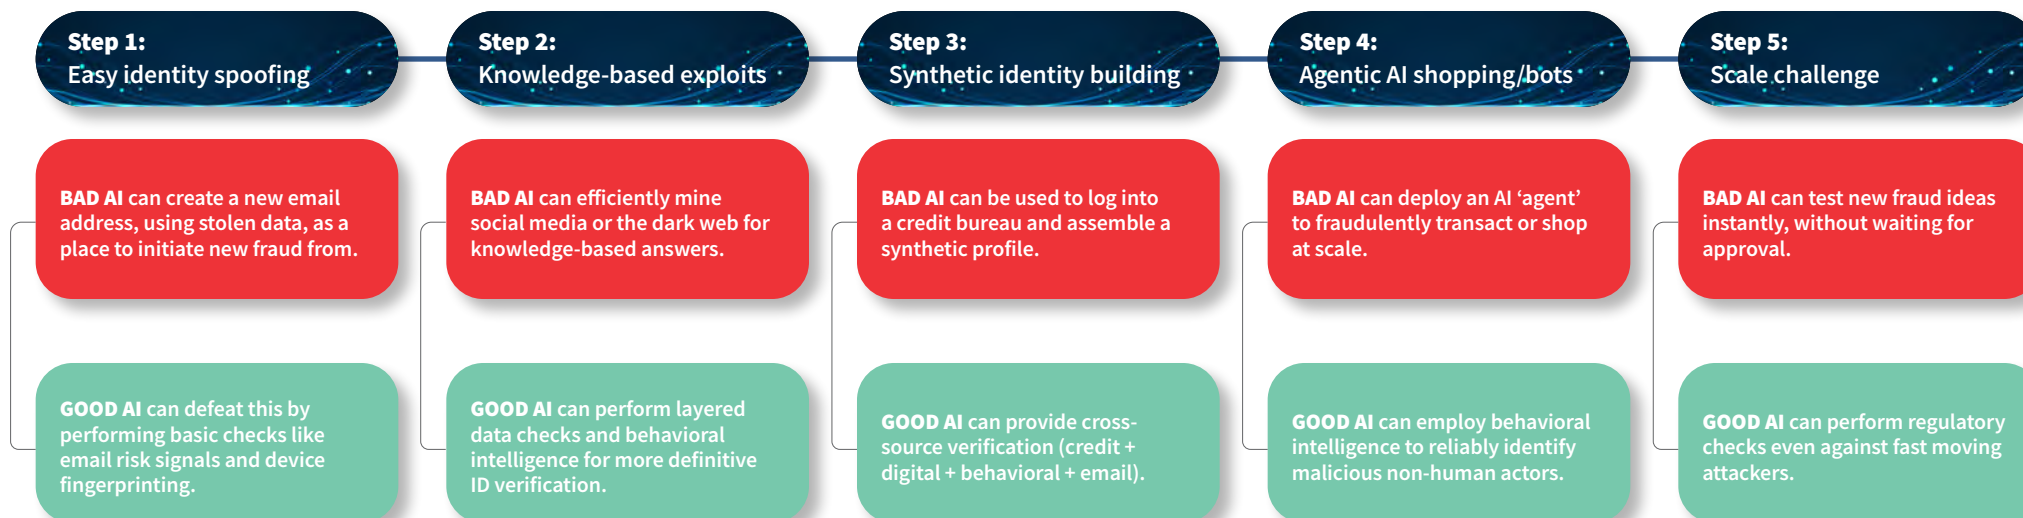 Step 1:
Easy identity spoofing
Step 2:
Knowledge-based exploits
Step 3:
Synthetic identity building
Step 4:
Agentic AI shopping/bots
Step 5:
Scale challenge
BAD AI can create a new email
address, using stolen data, as a
place to initiate new fraud from.
BAD AI can efficiently mine
social media or the dark web for
knowledge-based answers.
BAD AI can be used to log into
a credit bureau and assemble a
synthetic profile.
BAD AI can deploy an AI ‘agent’
to fraudulently transact or shop
at scale.
BAD AI can test new fraud ideas
instantly, without waiting for
approval.
GOOD AI can defeat this by
performing basic checks like
email risk signals and device
fingerprinting.
GOOD AI can perform layered
data checks and behavioral
intelligence for more definitive
ID verification.
GOOD AI can provide cross-
source verification (credit +
digital + behavioral + email).
GOOD AI can employ behavioral
intelligence to reliably identify
malicious non-human actors.
GOOD AI can perform regulatory
checks even against fast moving
attackers.